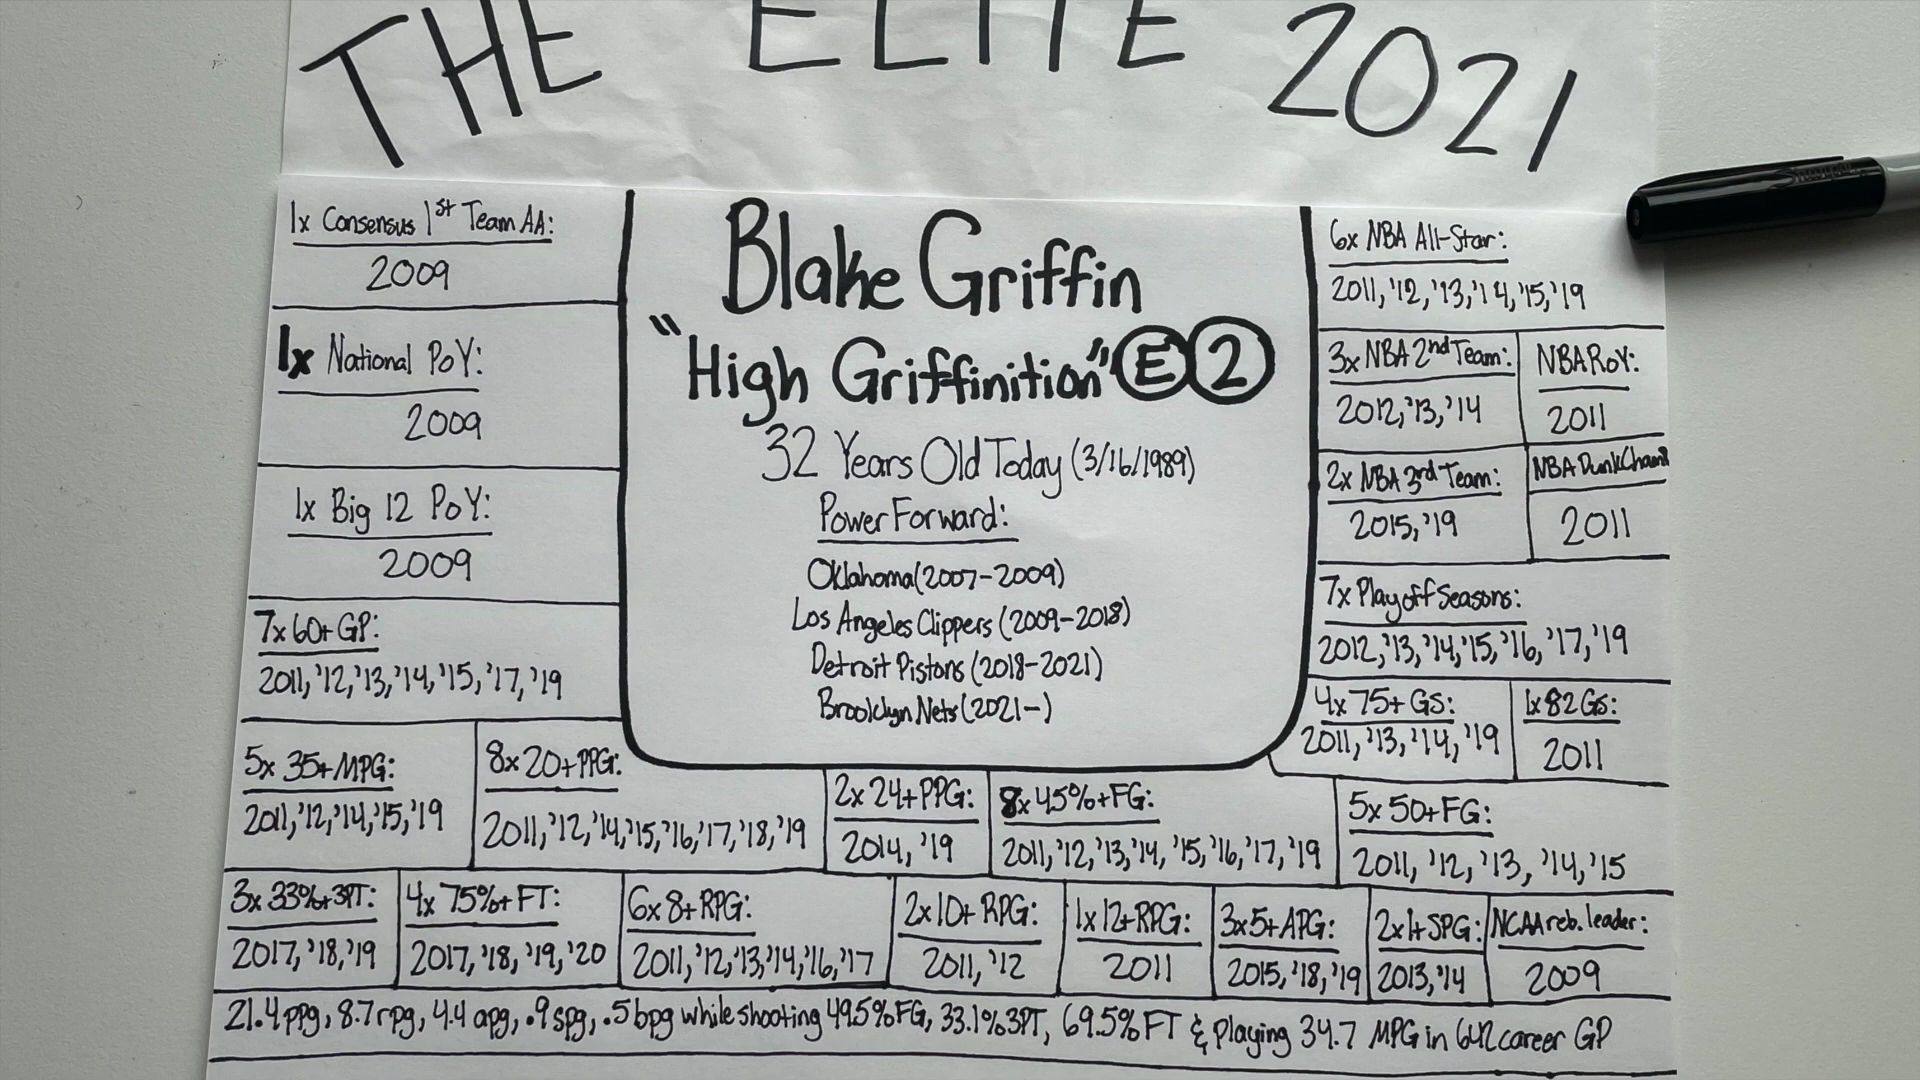 THE ELITE 2021
1x Consensus 1st Team AA:
2009
1x National PoY:
2009
1x Big 12 PoY:
2009
7x 60+ GP:
2011, '12, '13, '14, '15, '17, '19
Blake Griffin
"High Griffinition" E 2
32 Years Old Today (3/16/1989)
Power Forward:
Oklahoma (2007-2009)
Los Angeles Clippers (2009-2018)
Detroit Pistons (2018-2021)
Brooklyn Nets (2021-)
6x NBA All-Star:
2011, '12, '13, '14, '15, '19
3x NBA 2nd Team:
2012, '13, '14
NBA RoY:
2011
2x NBA 3rd Team:
2015, '19
NBA Dunk Champ
2011
7x Playoff Seasons:
2012, '13, '14, '15, '16, '17, '19
4x 75+ GS:
2011, '13, '14, '19
1x 82 GS:
2011
5x 35+ MPG:
2011, '12, '14, '15, '19
8x 20+ PPG:
2011, '12, '14, '15, '16, '17, '18, '19
2x 24+ PPG:
2014, '19
8x 45%+ FG:
2011, '12, '13, '14, '15, '16, '17, '19
5x 50+ FG:
2011, '12, '13, '14, '15
3x 33%+ 3PT:
2017, '18, '19
4x 75%+ FT:
2017, '18, '19, '20
6x 8+ RPG:
2011, '12, '13, '14, '16, '17
2x 10+ RPG:
2011, '12
1x 12+ RPG:
2011
3x 5+ APG:
2015, '18, '19
2x 1+ SPG:
2013, '14
NCAA reb. leader:
2009
21.4 ppg, 8.7 rpg, 4.4 apg, .9 spg, .5 bpg while shooting 49.5% FG, 33.1% 3PT, 69.5% FT & playing 34.7 MPG in 642 career GP
Sharpie